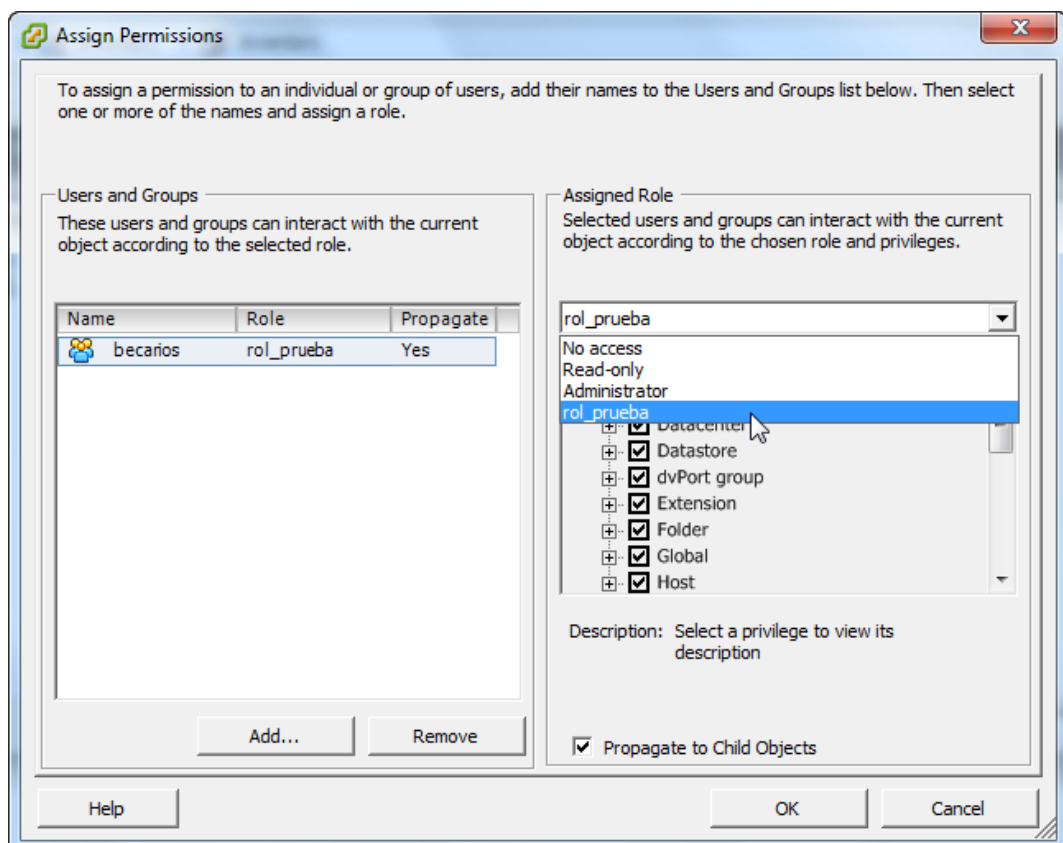 Assign Permissions
To assign a permission to an individual or group of users, add their names to the Users and Groups list below. Then select
one or more of the names and assign a role.
Users and Groups
These users and groups can interact with the current
object according to the selected role.
Name Role Propagate
becarios rol_prueba Yes
Add... Remove
Assigned Role
Selected users and groups can interact with the current
object according to the chosen role and privileges.
rol_prueba
No access
Read-only
Administrator
rol_prueba
Datacenter
Datastore
dvPort group
Extension
Folder
Global
Host
Description: Select a privilege to view its
description
Propagate to Child Objects
Help OK Cancel